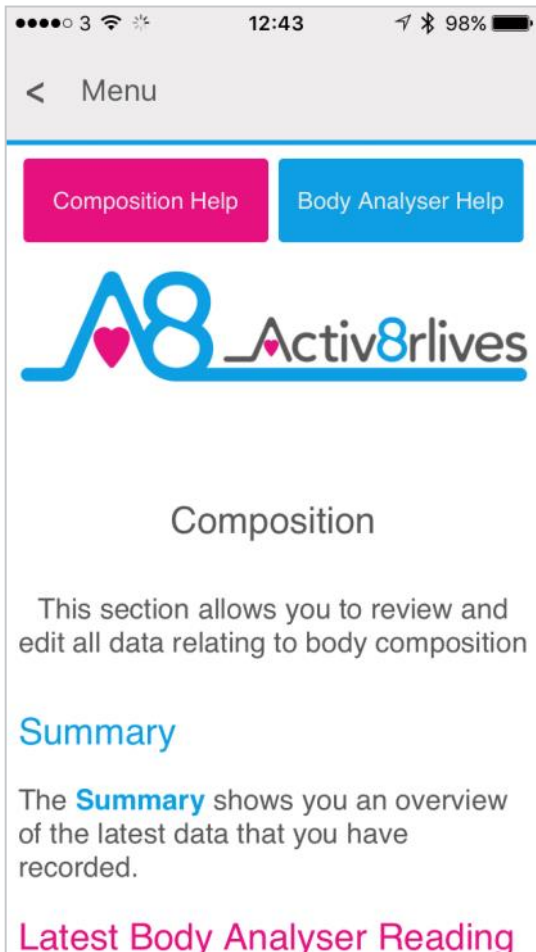 3 12:43 98%
< Menu
Composition Help Body Analyser Help
A8 Activ8rlives
Composition
This section allows you to review and
edit all data relating to body composition
Summary
The Summary shows you an overview
of the latest data that you have
recorded.
Latest Body Analyser Reading